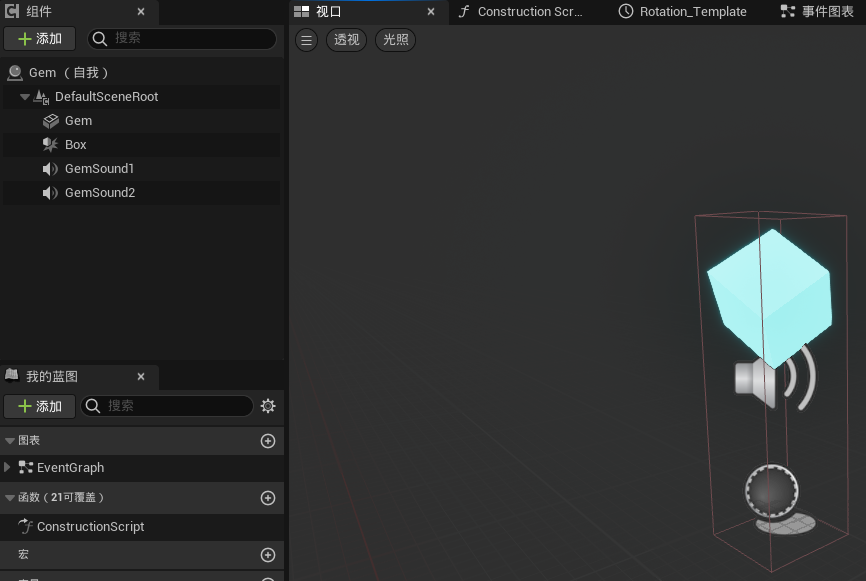 组件
添加
搜索
Gem （自我）
DefaultSceneRoot
Gem
Box
GemSound1
GemSound2
我的蓝图
添加
搜索
图表
EventGraph
函数（21可覆盖）
ConstructionScript
宏
视口
Construction Scr...
Rotation_Template
事件图表
透视
光照